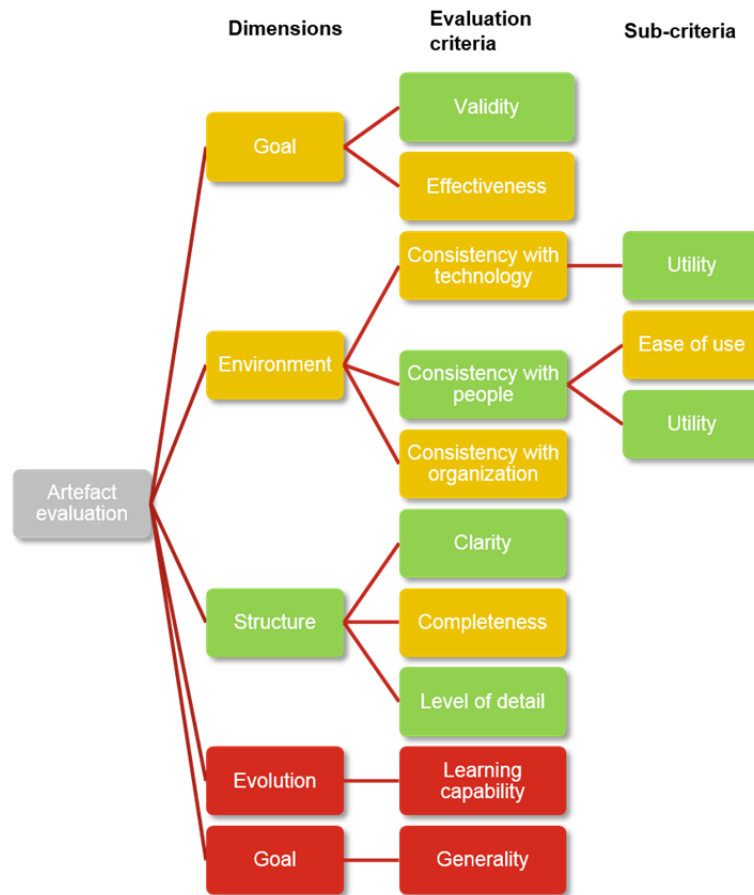 Dimensions
Evaluation
criteria
Sub-criteria
Validity
Goal
Effectiveness
Consistency with
technology
Utility
Ease of use
Environment
Consistency with
people
Utility
Consistency with
organization
Artefact
evaluation
Clarity
Structure
Completeness
Level of detail
Evolution
Learning
capability
Goal
Generality